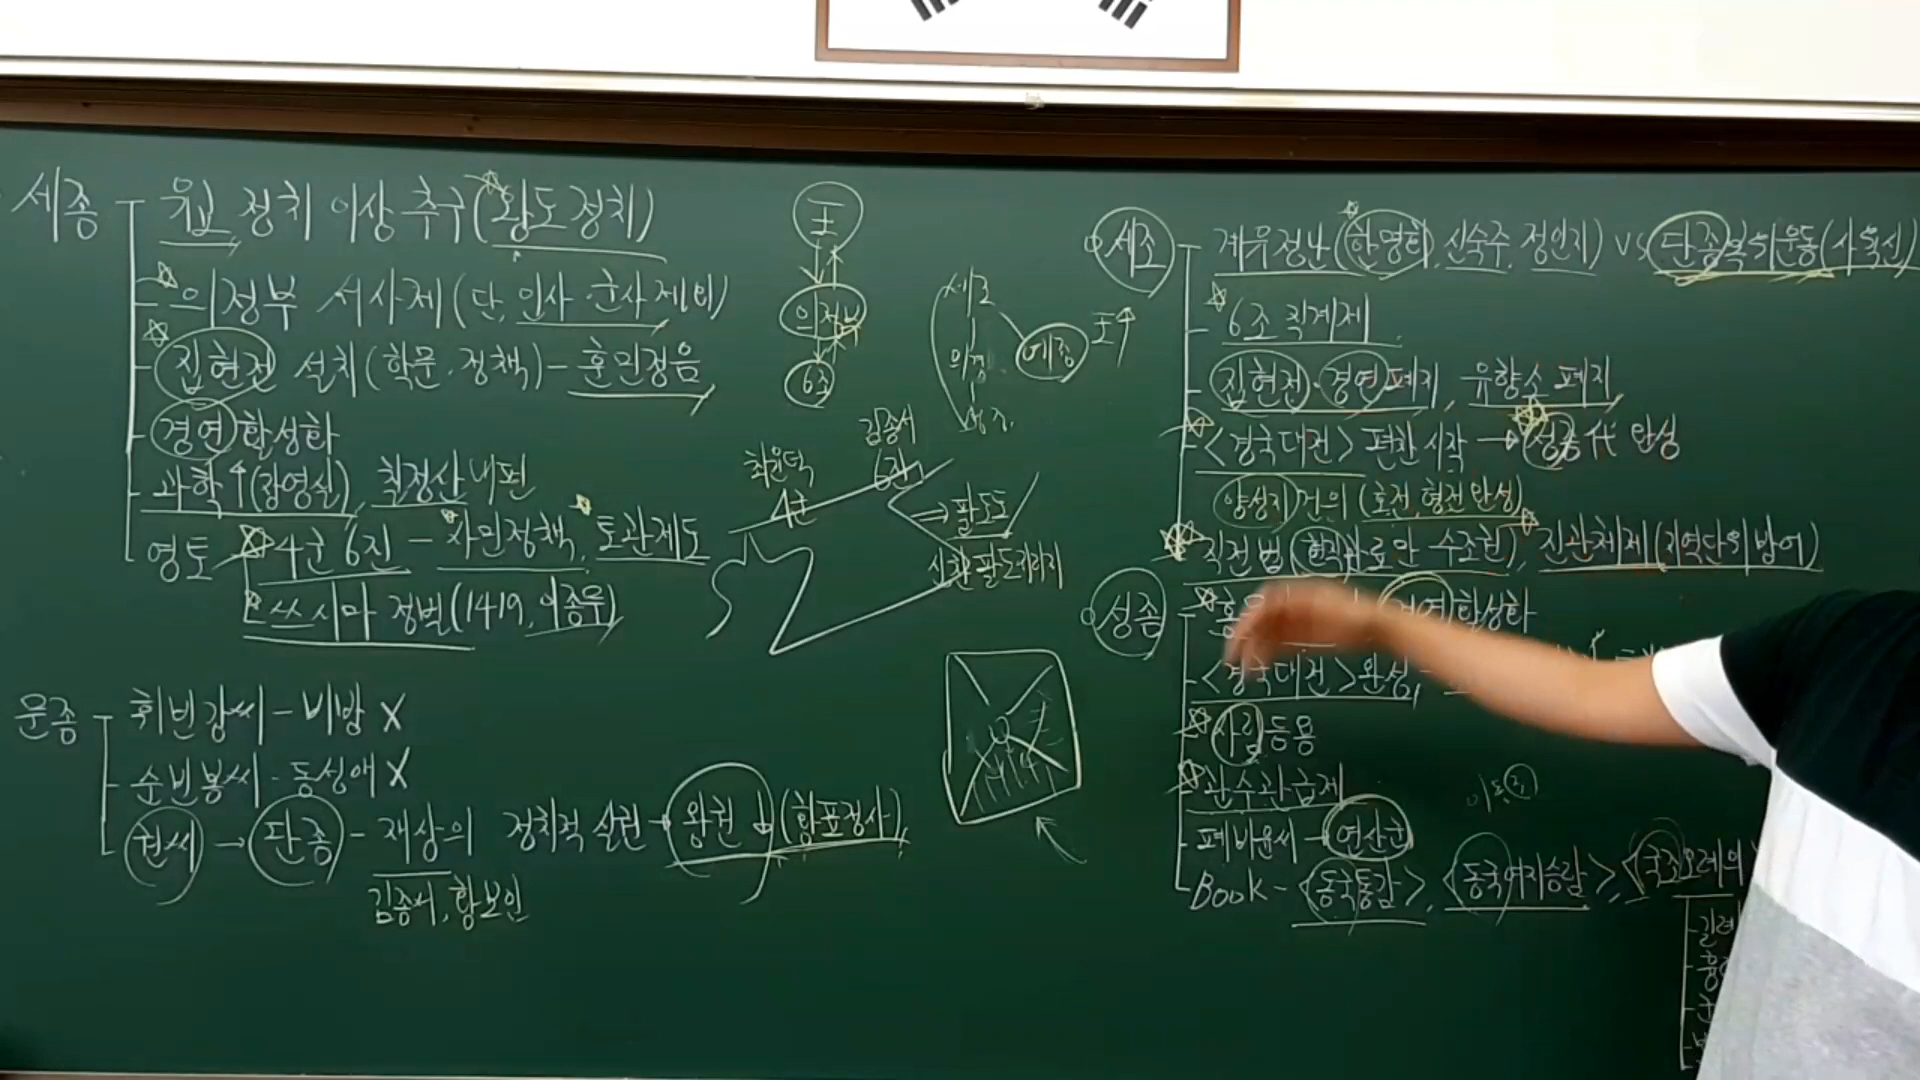 세종
유교 정치 이상 추구 (왕도정치)
의정부 서사제 (단, 인사·군사 제외)
집현전 설치 (학문·정책) - 훈민정음
경연 활성화
과학↑(장영실), 칠정산 내편
영토 4군 6진 - 사민정책, 토관제도
쓰시마 정벌 (1419, 이종무)
문종
휘빈김씨 - 비방 X
순빈봉씨 - 동성애 X
권씨 → 단종 - 재상의 정치적 실권 → 왕권↓ (황표정사)
김종서, 황보인
王
의정부
6조
세조
의경
예종
王↑
성종
최윤덕
4군
김종서
6진
⇒ 팔도도
신찬팔도지리지
세조
계유정난 (한명회, 신숙주, 정인지) VS 단종복위운동 (사육신)
6조 직계제
집현전·경연폐지, 유향소 폐지
<경국대전> 편찬 시작 → 성종代 완성
양성지 건의 (호전, 형전 완성)
직전법 (현직관료만 수조권), 진관체제 (지역단위방어)
성종
경연 활성화
<경국대전> 완성,
사림 등용
관수관급제
폐비윤씨 → 연산군
Book - <동국통감>, <동국여지승람>, <국조오례의
길례